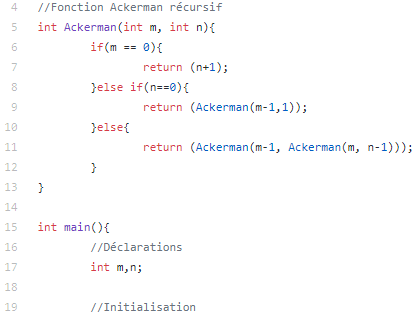 4 //Fonction Ackerman récursif
5 int Ackerman(int m, int n){
6 if(m == 0){
7 return (n+1);
8 }else if(n==0){
9 return (Ackerman(m-1,1));
10 }else{
11 return (Ackerman(m-1, Ackerman(m, n-1)));
12 }
13 }
14
15 int main(){
16 //Déclarations
17 int m,n;
18
19 //Initialisation